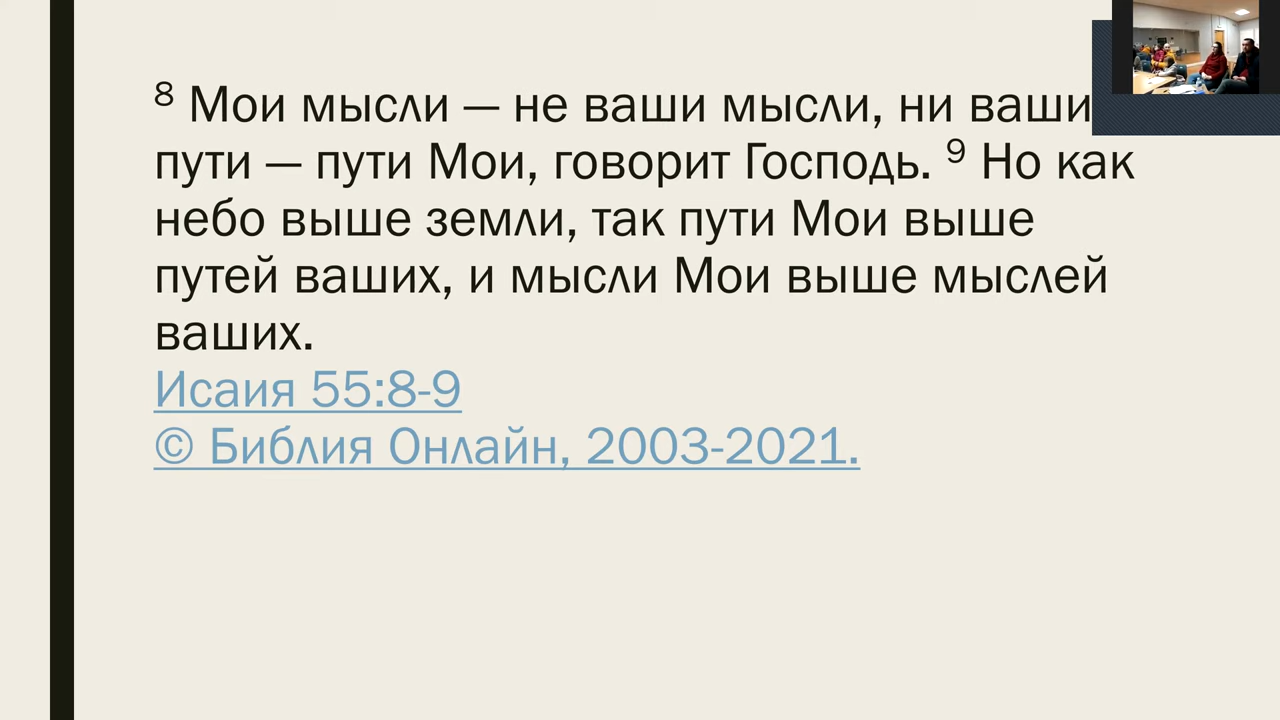 ⁸ Мои мысли — не ваши мысли, ни ваши
пути — пути Мои, говорит Господь. ⁹ Но как
небо выше земли, так пути Мои выше
путей ваших, и мысли Мои выше мыслей
ваших.
Исаия 55:8-9
© Библия Онлайн, 2003-2021.